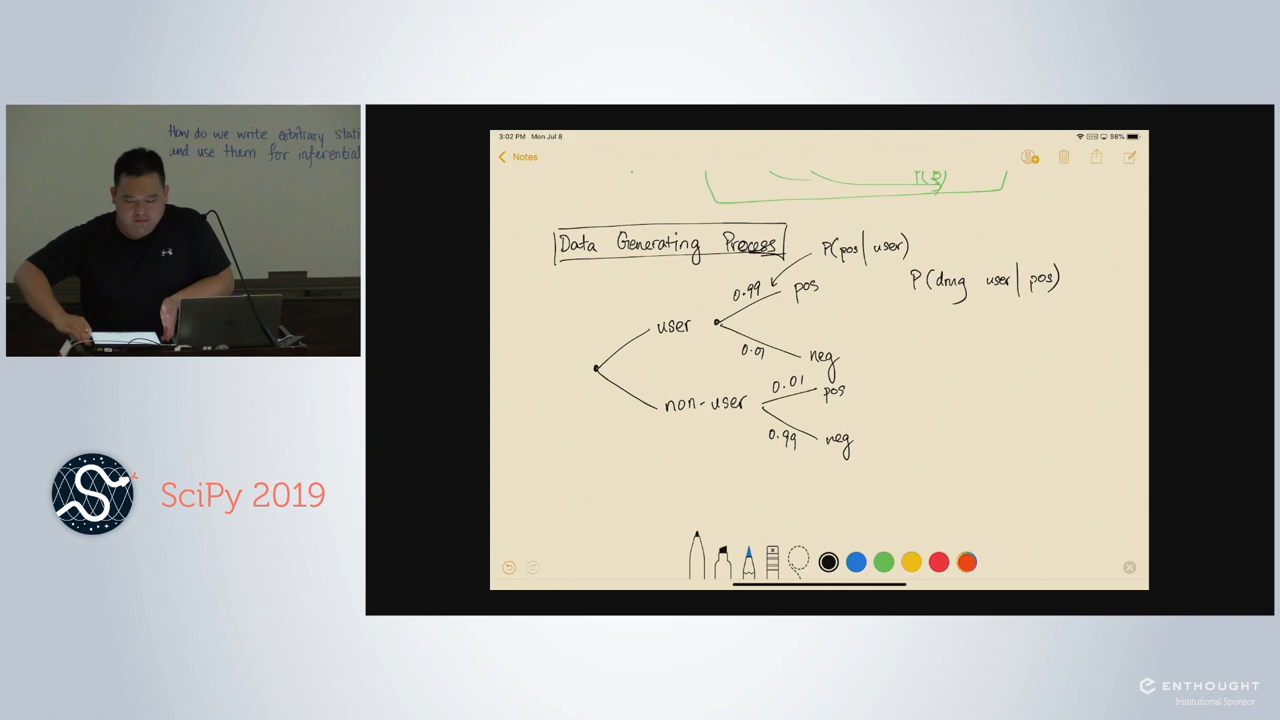 How do we write arbitrary
and use them for inferential
3:02 PM Mon Jul 8
98%
Notes
Data Generating Process
P(pos|user)
P(drug user|pos)
0.99
pos
user
0.01
neg
0.01
pos
non-user
0.99
neg
SciPy 2019
ENTHOUGHT
Institutional Sponsor